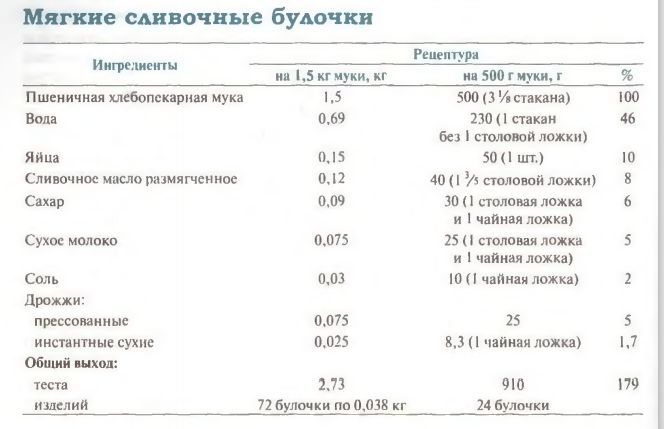 Мягкие сливочные булочки
Ингредиенты Рецептура
на 1,5 кг муки, кг на 500 г муки, г %
Пшеничная хлебопекарная мука 1,5 500 (3 ⅛ стакана) 100
Вода 0,69 230 (1 стакан 46
без 1 столовой ложки)
Яйца 0,15 50 (1 шт.) 10
Сливочное масло размягченное 0,12 40 (1 ³/₅ столовой ложки) 8
Сахар 0,09 30 (1 столовая ложка 6
и 1 чайная ложка)
Сухое молоко 0,075 25 (1 столовая ложка 5
и 1 чайная ложка)
Соль 0,03 10 (1 чайная ложка) 2
Дрожжи:
прессованные 0,075 25 5
инстантные сухие 0,025 8,3 (1 чайная ложка) 1,7
Общий выход:
теста 2,73 910 179
изделий 72 булочки по 0,038 кг 24 булочки